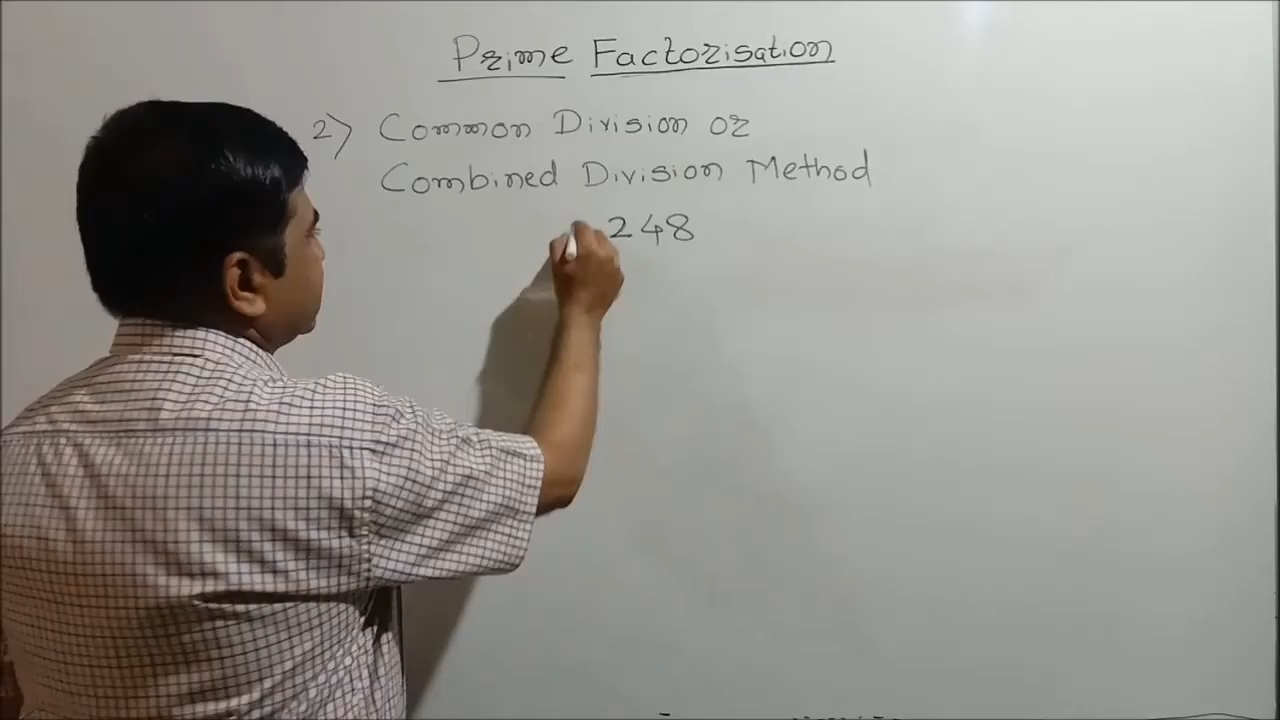 Prime Factorisation
2) Common Division or
Combined Division Method
248